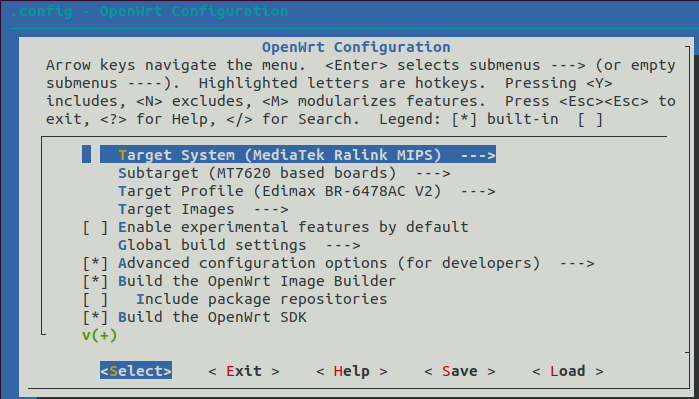 .config - OpenWrt Configuration
OpenWrt Configuration
Arrow keys navigate the menu.  <Enter> selects submenus ---> (or empty
submenus ----).  Highlighted letters are hotkeys.  Pressing <Y>
includes, <N> excludes, <M> modularizes features.  Press <Esc><Esc> to
exit, <?> for Help, </> for Search.  Legend: [*] built-in  [ ]
Target System (MediaTek Ralink MIPS)  --->
Subtarget (MT7620 based boards)  --->
Target Profile (Edimax BR-6478AC V2)  --->
Target Images  --->
[ ] Enable experimental features by default
Global build settings  --->
[*] Advanced configuration options (for developers)  --->
[*] Build the OpenWrt Image Builder
[ ]   Include package repositories
[*] Build the OpenWrt SDK
v(+)
<Select>    < Exit >    < Help >    < Save >    < Load >